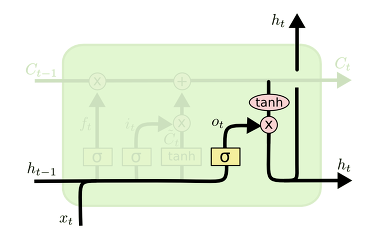 h_t
C_{t-1} × + C_t
tanh
f_t i_t × o_t ×
C̃_t
σ σ tanh σ
h_{t-1} h_t
x_t